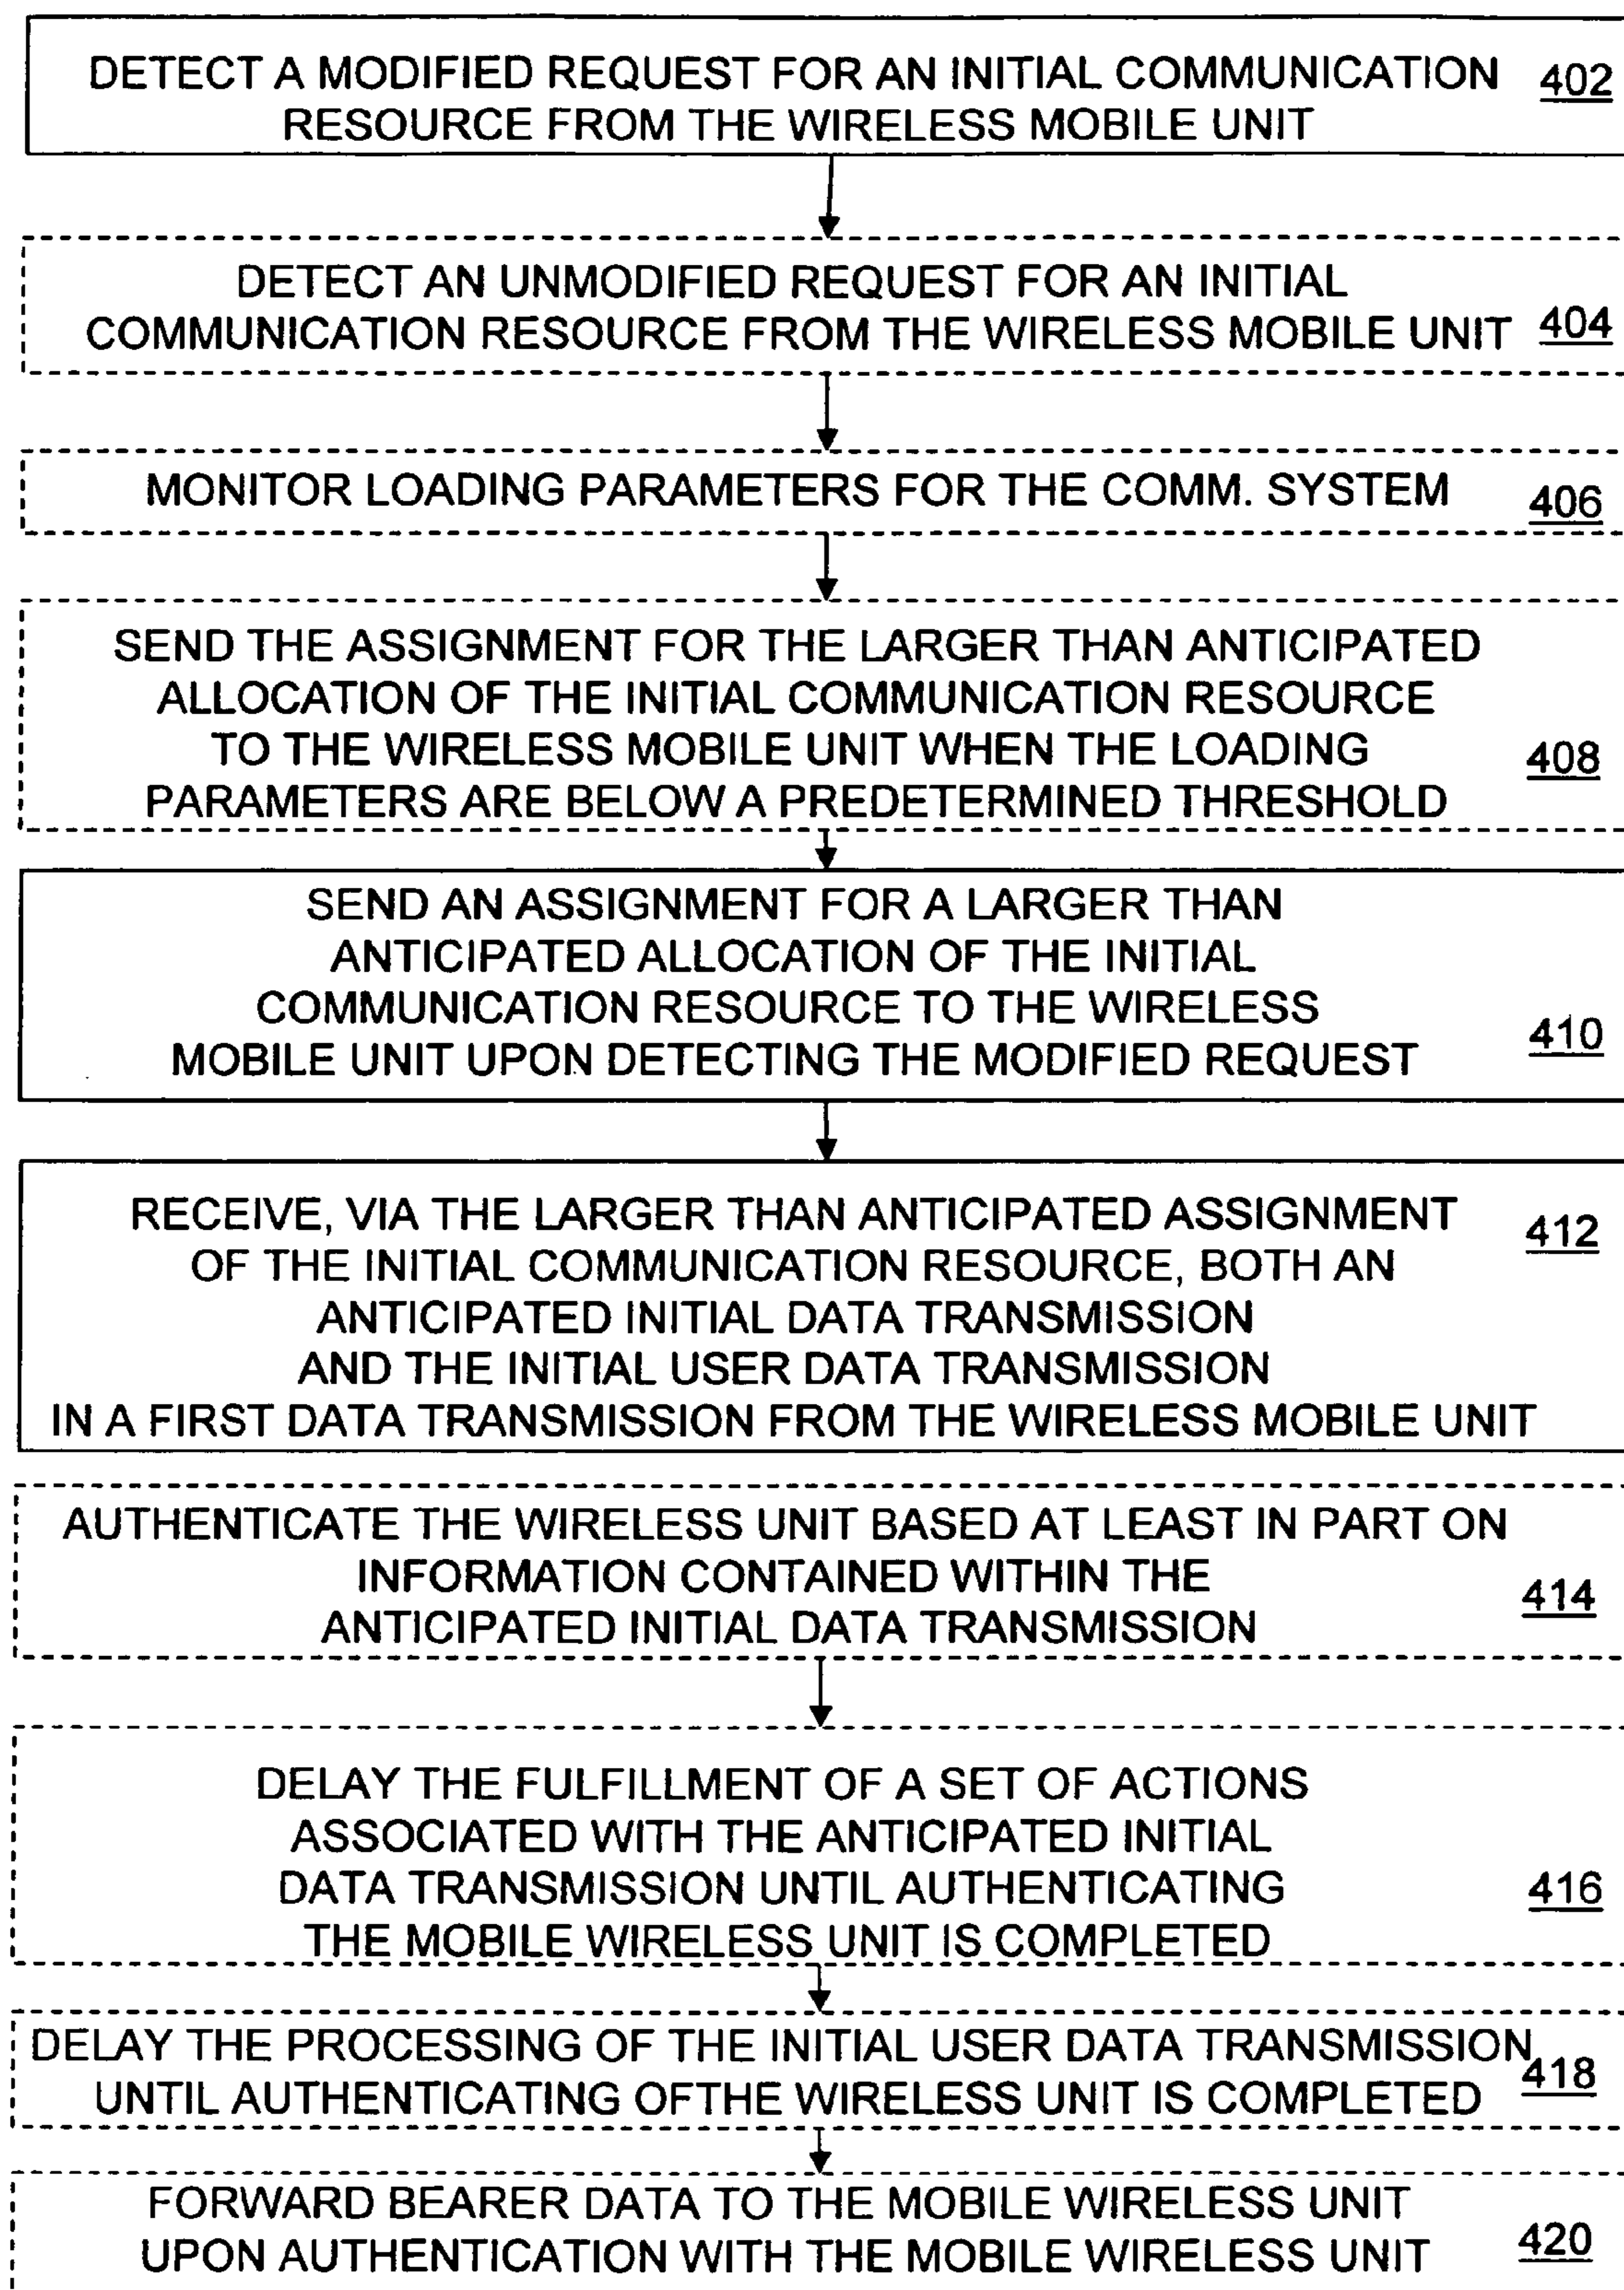 DETECT A MODIFIED REQUEST FOR AN INITIAL COMMUNICATION 402
RESOURCE FROM THE WIRELESS MOBILE UNIT
DETECT AN UNMODIFIED REQUEST FOR AN INITIAL
COMMUNICATION RESOURCE FROM THE WIRELESS MOBILE UNIT 404
MONITOR LOADING PARAMETERS FOR THE COMM. SYSTEM 406
SEND THE ASSIGNMENT FOR THE LARGER THAN ANTICIPATED
ALLOCATION OF THE INITIAL COMMUNICATION RESOURCE
TO THE WIRELESS MOBILE UNIT WHEN THE LOADING 408
PARAMETERS ARE BELOW A PREDETERMINED THRESHOLD
SEND AN ASSIGNMENT FOR A LARGER THAN
ANTICIPATED ALLOCATION OF THE INITIAL
COMMUNICATION RESOURCE TO THE WIRELESS 410
MOBILE UNIT UPON DETECTING THE MODIFIED REQUEST
RECEIVE, VIA THE LARGER THAN ANTICIPATED ASSIGNMENT 412
OF THE INITIAL COMMUNICATION RESOURCE, BOTH AN
ANTICIPATED INITIAL DATA TRANSMISSION
AND THE INITIAL USER DATA TRANSMISSION
IN A FIRST DATA TRANSMISSION FROM THE WIRELESS MOBILE UNIT
AUTHENTICATE THE WIRELESS UNIT BASED AT LEAST IN PART ON
INFORMATION CONTAINED WITHIN THE 414
ANTICIPATED INITIAL DATA TRANSMISSION
DELAY THE FULFILLMENT OF A SET OF ACTIONS
ASSOCIATED WITH THE ANTICIPATED INITIAL
DATA TRANSMISSION UNTIL AUTHENTICATING 416
THE MOBILE WIRELESS UNIT IS COMPLETED
DELAY THE PROCESSING OF THE INITIAL USER DATA TRANSMISSION
UNTIL AUTHENTICATING OFTHE WIRELESS UNIT IS COMPLETED 418
FORWARD BEARER DATA TO THE MOBILE WIRELESS UNIT
UPON AUTHENTICATION WITH THE MOBILE WIRELESS UNIT 420